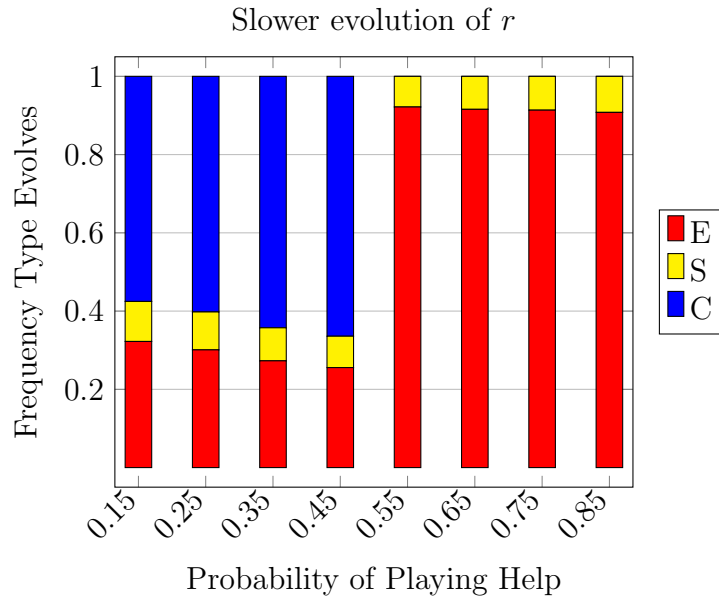 Slower evolution of r
Frequency Type Evolves
1
0.8
0.6
0.4
0.2
E
S
C
0.15
0.25
0.35
0.45
0.55
0.65
0.75
0.85
Probability of Playing Help